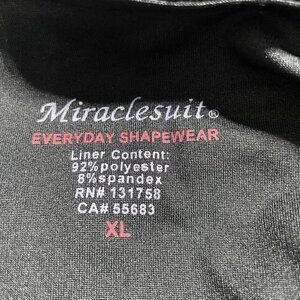 Miraclesuit®
EVERYDAY SHAPEWEAR
Liner Content:
92% polyester
8% spandex
RN# 131758
CA# 55683
XL